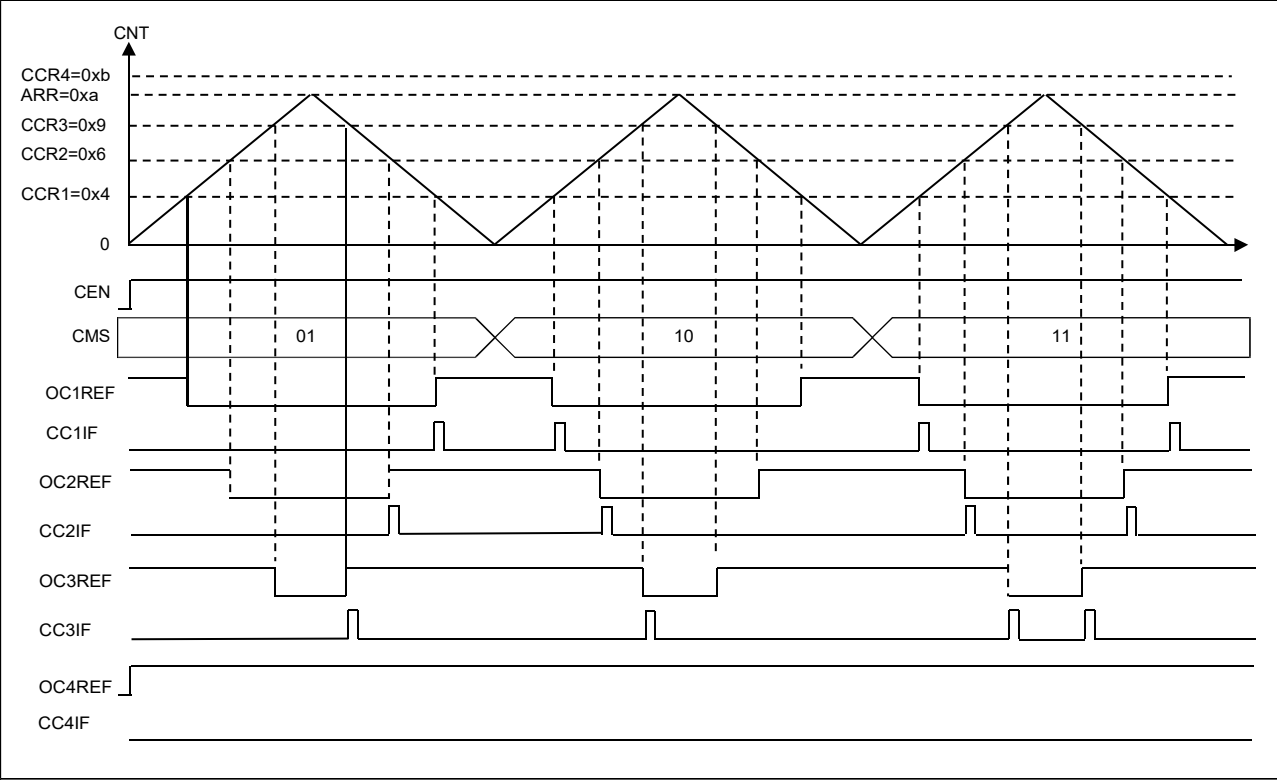 CNT
CCR4=0xb
ARR=0xa
CCR3=0x9
CCR2=0x6
CCR1=0x4
0
CEN
CMS 01 10 11
OC1REF
CC1IF
OC2REF
CC2IF
OC3REF
CC3IF
OC4REF
CC4IF